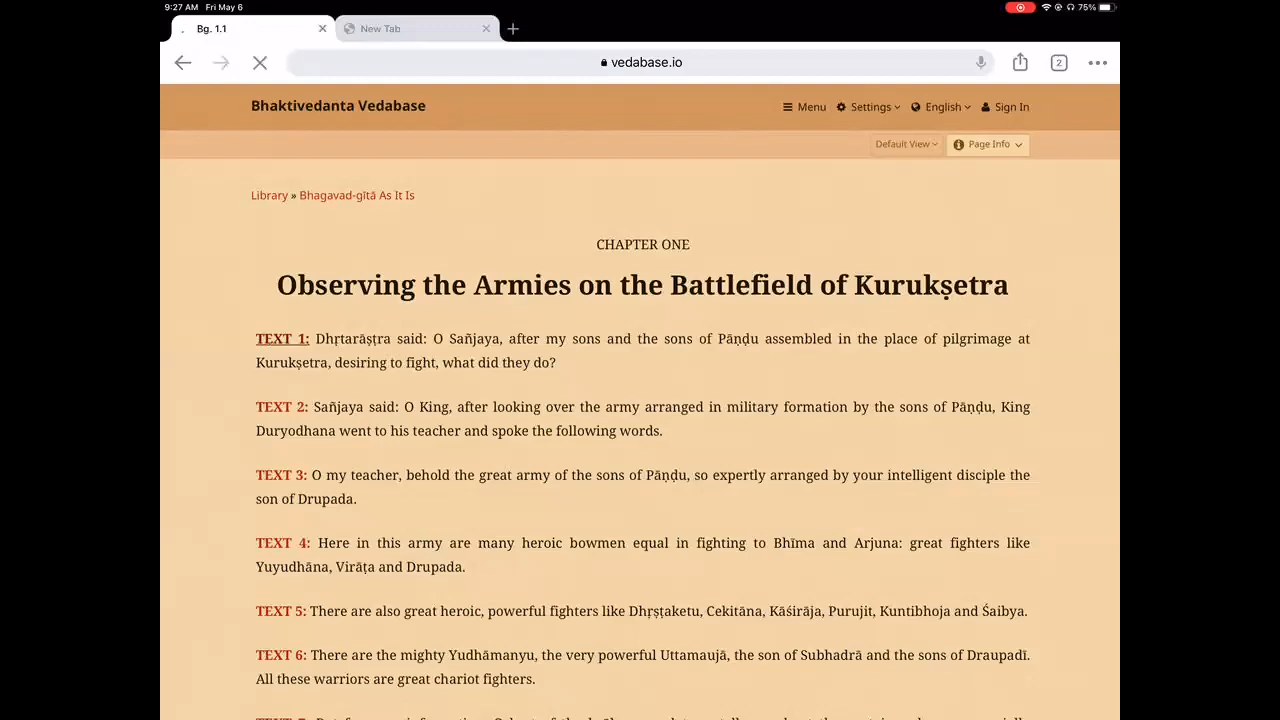 9:27 AM Fri May 6
75%
Bg. 1.1
New Tab
vedabase.io
2
Bhaktivedanta Vedabase
Menu Settings English Sign In
Default View Page Info
Library » Bhagavad-gītā As It Is
CHAPTER ONE
Observing the Armies on the Battlefield of Kurukṣetra
TEXT 1: Dhṛtarāṣṭra said: O Sañjaya, after my sons and the sons of Pāṇḍu assembled in the place of pilgrimage at
Kurukṣetra, desiring to fight, what did they do?
TEXT 2: Sañjaya said: O King, after looking over the army arranged in military formation by the sons of Pāṇḍu, King
Duryodhana went to his teacher and spoke the following words.
TEXT 3: O my teacher, behold the great army of the sons of Pāṇḍu, so expertly arranged by your intelligent disciple the
son of Drupada.
TEXT 4: Here in this army are many heroic bowmen equal in fighting to Bhīma and Arjuna: great fighters like
Yuyudhāna, Virāṭa and Drupada.
TEXT 5: There are also great heroic, powerful fighters like Dhṛṣṭaketu, Cekitāna, Kāśirāja, Purujit, Kuntibhoja and Śaibya.
TEXT 6: There are the mighty Yudhāmanyu, the very powerful Uttamaujā, the son of Subhadrā and the sons of Draupadī.
All these warriors are great chariot fighters.